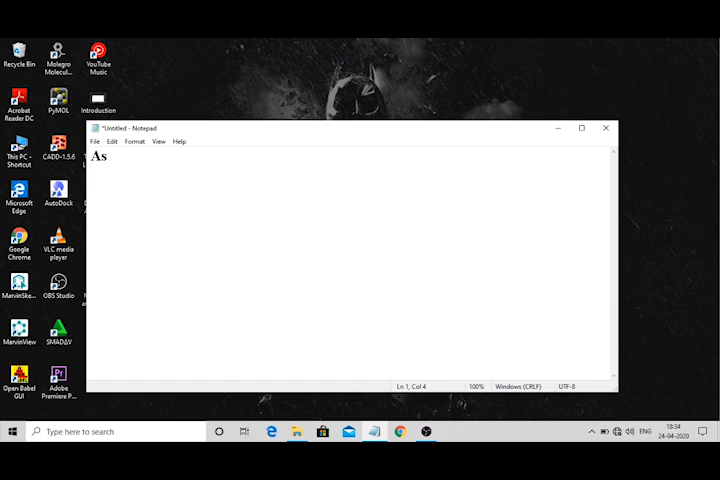 Recycle Bin
Molegro
Molecul...
YouTube
Music
Acrobat
Reader DC
PyMOL
Introduction
*Untitled - Notepad
File Edit Format View Help
As
This PC -
Shortcut
CADD-1.5.6
Microsoft
Edge
AutoDock
Google
Chrome
VLC media
player
MarvinSke...
OBS Studio
MarvinView
SMADΔV
Open Babel
GUI
Adobe
Premiere P...
Ln 1, Col 4
100%
Windows (CRLF)
UTF-8
Type here to search
ENG
18:34
24-04-2020